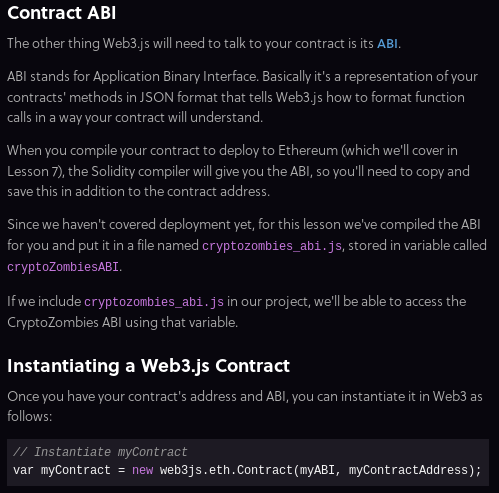 Contract ABI
The other thing Web3.js will need to talk to your contract is its ABI.
ABI stands for Application Binary Interface. Basically it's a representation of your
contracts' methods in JSON format that tells Web3.js how to format function
calls in a way your contract will understand.
When you compile your contract to deploy to Ethereum (which we'll cover in
Lesson 7), the Solidity compiler will give you the ABI, so you'll need to copy and
save this in addition to the contract address.
Since we haven't covered deployment yet, for this lesson we've compiled the ABI
for you and put it in a file named cryptozombies_abi.js, stored in variable called
cryptoZombiesABI.
If we include cryptozombies_abi.js in our project, we'll be able to access the
CryptoZombies ABI using that variable.
Instantiating a Web3.js Contract
Once you have your contract's address and ABI, you can instantiate it in Web3 as
follows:
// Instantiate myContract
var myContract = new web3js.eth.Contract(myABI, myContractAddress);